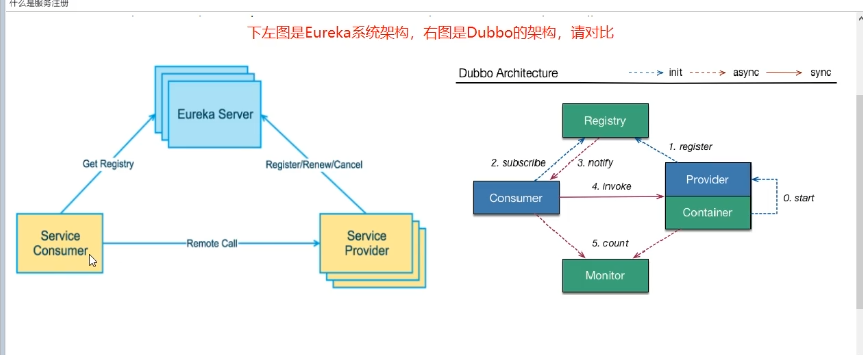 什么是服务注册
下左图是Eureka系统架构，右图是Dubbo的架构，请对比
Eureka Server
Get Registry
Register/Renew/Cancel
Service
Consumer
Remote Call
Service
Provider
Dubbo Architecture
init
async
sync
Registry
1. register
2. subscribe
3. notify
4. invoke
Consumer
Provider
Container
0. start
5. count
Monitor